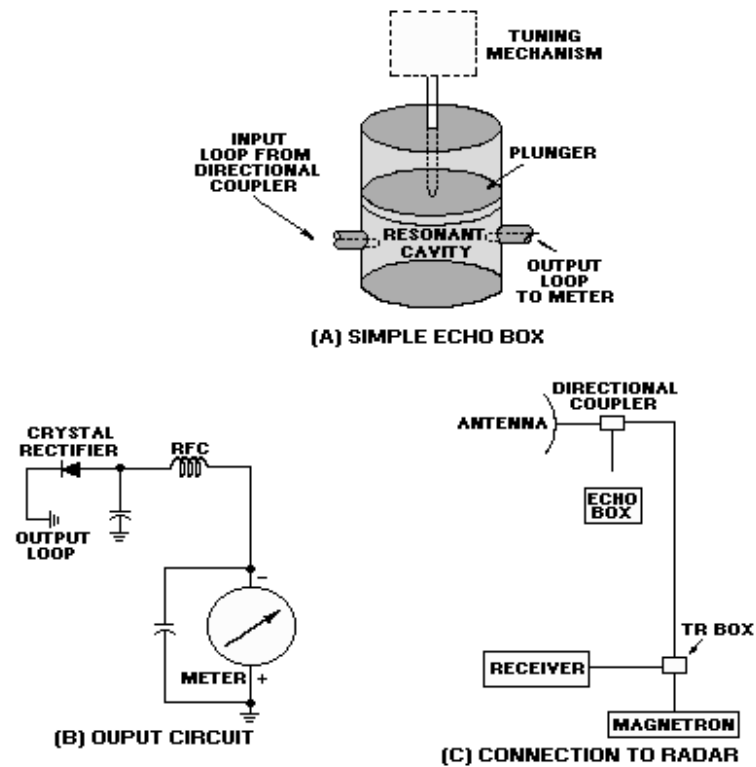 TUNING
MECHANISM
INPUT
LOOP FROM
DIRECTIONAL
COUPLER
PLUNGER
RESONANT
CAVITY
OUTPUT
LOOP
TO METER
(A) SIMPLE ECHO BOX
CRYSTAL
RECTIFIER
RFC
OUTPUT
LOOP
−
METER
+
(B) OUPUT CIRCUIT
DIRECTIONAL
COUPLER
ANTENNA
ECHO
BOX
TR BOX
RECEIVER
MAGNETRON
(C) CONNECTION TO RADAR